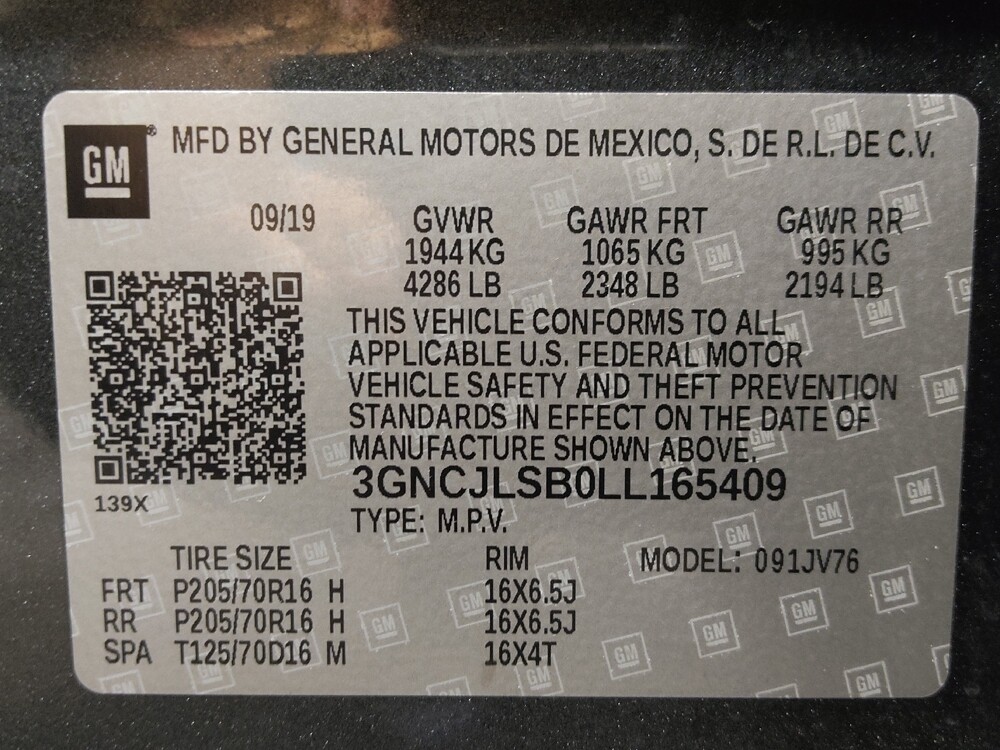 GM® MFD BY GENERAL MOTORS DE MEXICO, S. DE R.L. DE C.V.
09/19 GVWR GAWR FRT GAWR RR
1944 KG 1065 KG 995 KG
4286 LB 2348 LB 2194 LB
THIS VEHICLE CONFORMS TO ALL
APPLICABLE U.S. FEDERAL MOTOR
VEHICLE SAFETY AND THEFT PREVENTION
STANDARDS IN EFFECT ON THE DATE OF
MANUFACTURE SHOWN ABOVE.
3GNCJLSB0LL165409
139X
TYPE: M.P.V.
TIRE SIZE RIM MODEL: 091JV76
FRT P205/70R16 H 16X6.5J
RR P205/70R16 H 16X6.5J
SPA T125/70D16 M 16X4T